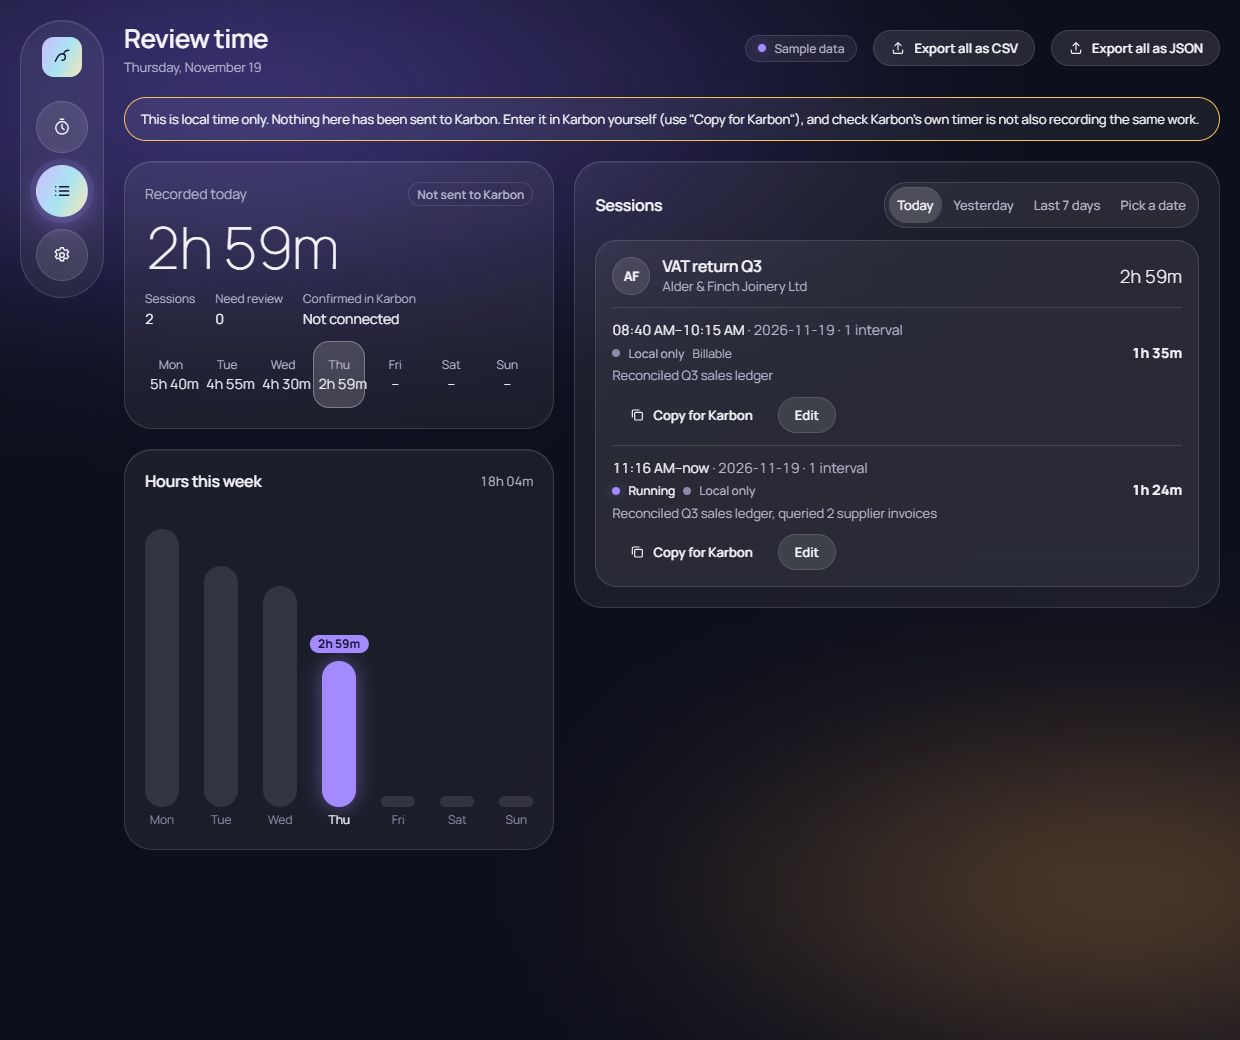 Review time
Thursday, November 19
Sample data
Export all as CSV
Export all as JSON
This is local time only. Nothing here has been sent to Karbon. Enter it in Karbon yourself (use "Copy for Karbon"), and check Karbon's own timer is not also recording the same work.
Recorded today
Not sent to Karbon
2h 59m
Sessions
Need review
Confirmed in Karbon
2
0
Not connected
Mon
Tue
Wed
Thu
Fri
Sat
Sun
5h 40m
4h 55m
4h 30m
2h 59m
–
–
–
Hours this week
18h 04m
2h 59m
Mon
Tue
Wed
Thu
Fri
Sat
Sun
Sessions
Today
Yesterday
Last 7 days
Pick a date
AF
VAT return Q3
Alder & Finch Joinery Ltd
2h 59m
08:40 AM–10:15 AM · 2026-11-19 · 1 interval
Local only
Billable
1h 35m
Reconciled Q3 sales ledger
Copy for Karbon
Edit
11:16 AM–now · 2026-11-19 · 1 interval
Running
Local only
1h 24m
Reconciled Q3 sales ledger, queried 2 supplier invoices
Copy for Karbon
Edit